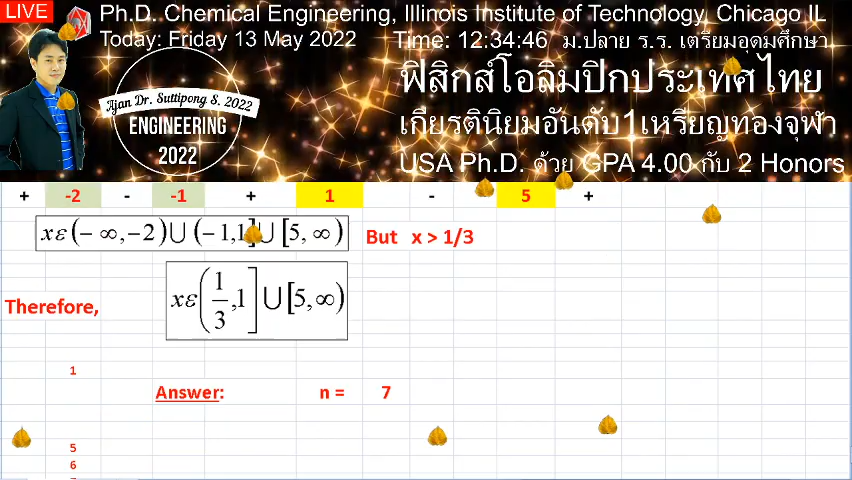 LIVE
Ph.D. Chemical Engineering, Illinois Institute of Technology, Chicago IL
Today: Friday 13 May 2022 Time: 12:34:46 ม.ปลาย ร.ร. เตรียมอุดมศึกษา
ฟิสิกส์โอลิมปิกประเทศไทย
Ajan Dr. Suttipong S. 2022
ENGINEERING
2022
เกียรตินิยมอันดับ1เหรียญทองจุฬา
USA Ph.D. ด้วย GPA 4.00 กับ 2 Honors
+ -2 - -1 + 1 - 5 +
xε(-∞,-2)∪(-1,1]∪[5,∞) But x > 1/3
Therefore, xε(1/3,1]∪[5,∞)
1
Answer: n = 7
5
6